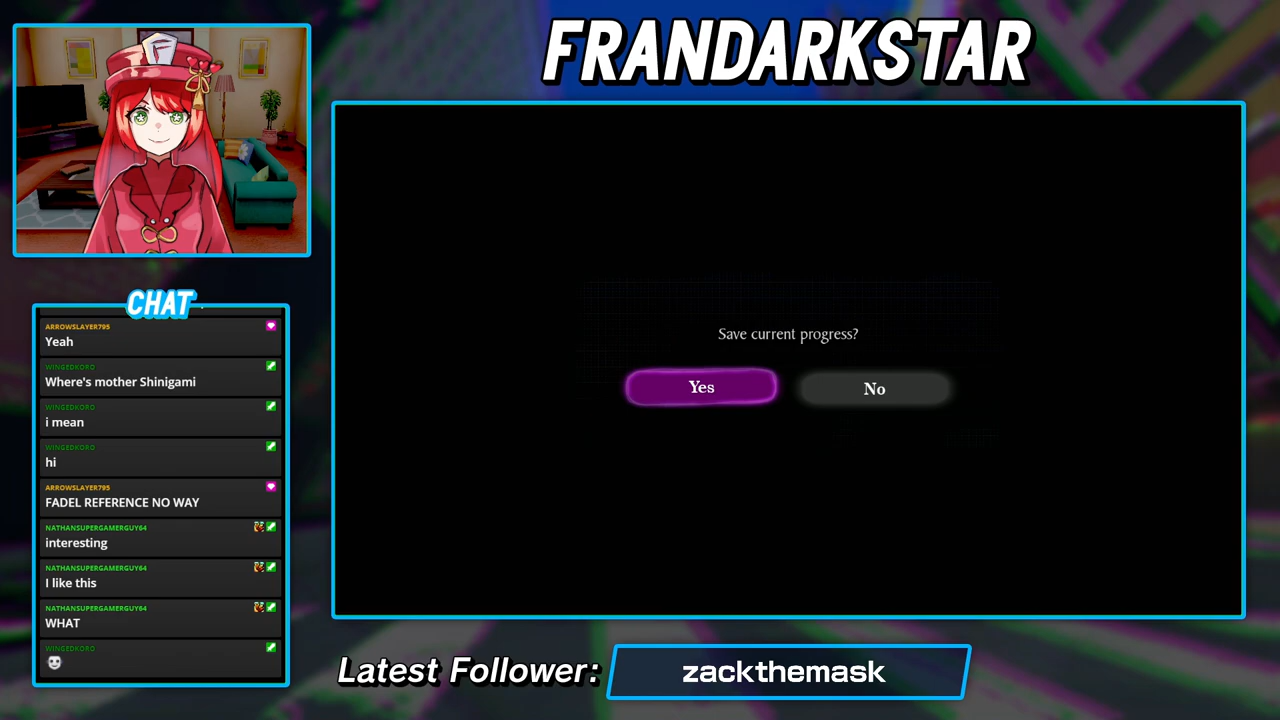 FRANDARKSTAR
F
CHAT
ARROWSLAYER795
Yeah
WINGEDKORO
Where's mother Shinigami
WINGEDKORO
i mean
WINGEDKORO
hi
ARROWSLAYER795
FADEL REFERENCE NO WAY
NATHANSUPERGAMERGUY64
interesting
NATHANSUPERGAMERGUY64
I like this
NATHANSUPERGAMERGUY64
WHAT
WINGEDKORO
Save current progress?
Yes No
Latest Follower: zackthemask